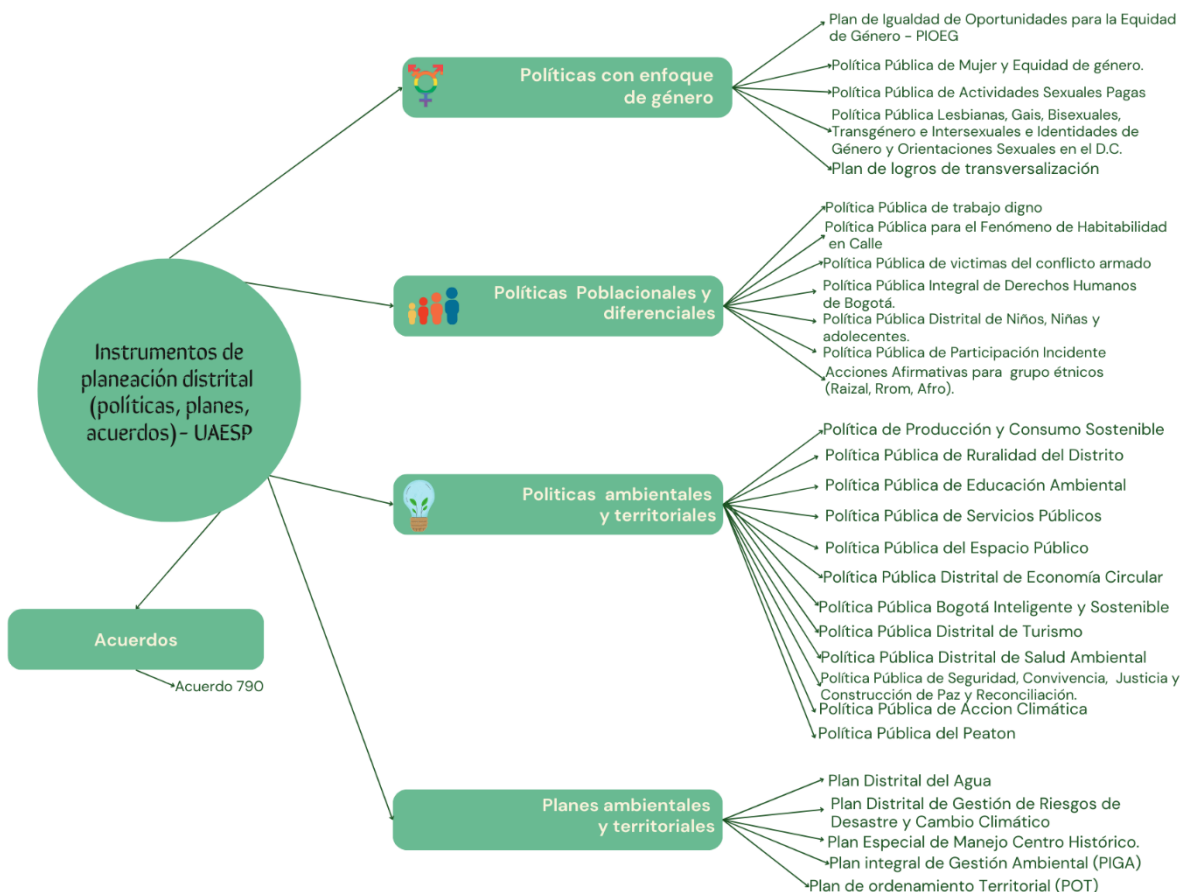 Instrumentos de
planeación distrital
(políticas, planes,
acuerdos) - UAESP
Políticas con enfoque
de género
Plan de Igualdad de Oportunidades para la Equidad
de Género - PIOEG
Política Pública de Mujer y Equidad de género.
Política Pública de Actividades Sexuales Pagas
Política Pública Lesbianas, Gais, Bisexuales,
Transgénero e Intersexuales e Identidades de
Género y Orientaciones Sexuales en el D.C.
Plan de logros de transversalización
Políticas Poblacionales y
diferenciales
Política Pública de trabajo digno
Política Pública para el Fenómeno de Habitabilidad
en Calle
Política Pública de victimas del conflicto armado
Política Pública Integral de Derechos Humanos
de Bogotá.
Política Pública Distrital de Niños, Niñas y
adolecentes.
Política Pública de Participación Incidente
Acciones Afirmativas para grupo étnicos
(Raizal, Rrom, Afro).
Politicas ambientales
y territoriales
Política de Producción y Consumo Sostenible
Política Pública de Ruralidad del Distrito
Política Pública de Educación Ambiental
Política Pública de Servicios Públicos
Política Pública del Espacio Público
Política Pública Distrital de Economía Circular
Política Pública Bogotá Inteligente y Sostenible
Política Pública Distrital de Turismo
Política Pública Distrital de Salud Ambiental
Política Pública de Seguridad, Convivencia, Justicia y
Construcción de Paz y Reconciliación.
Política Pública de Accion Climática
Política Pública del Peaton
Acuerdos
Acuerdo 790
Planes ambientales
y territoriales
Plan Distrital del Agua
Plan Distrital de Gestión de Riesgos de
Desastre y Cambio Climático
Plan Especial de Manejo Centro Histórico.
Plan integral de Gestión Ambiental (PIGA)
Plan de ordenamiento Territorial (POT)